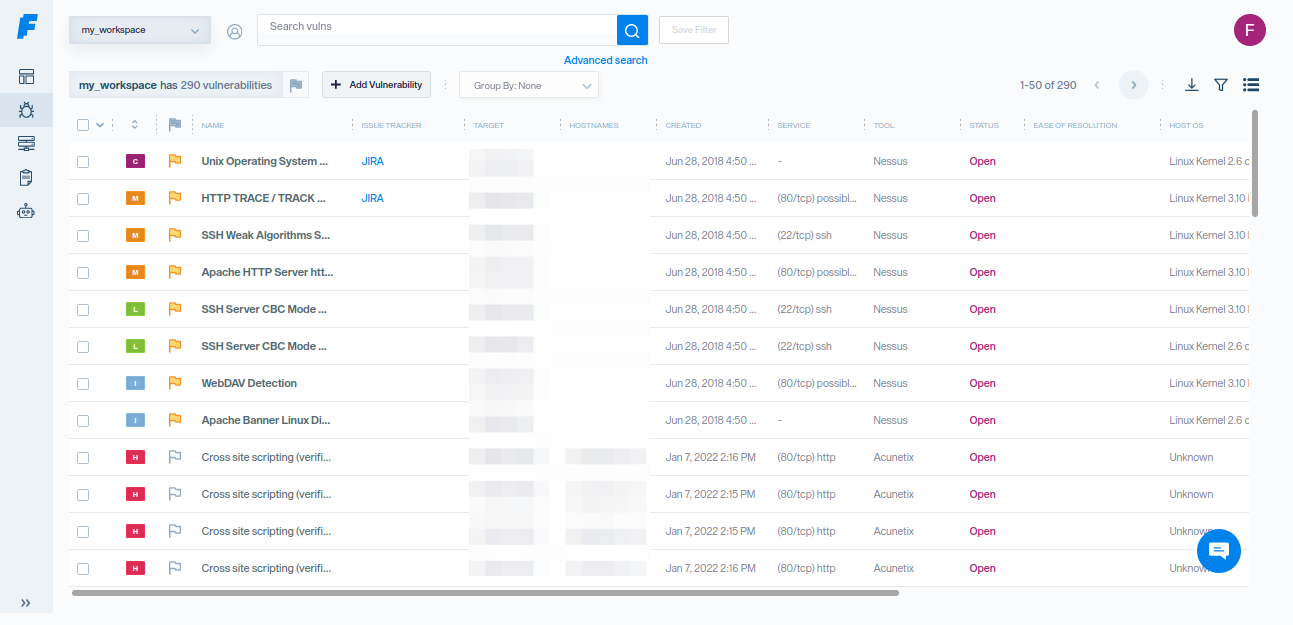 my_workspace
Search vulns
Save Filter
F
Advanced search
my_workspace has 290 vulnerabilities
Add Vulnerability
Group By: None
1-50 of 290
NAME ISSUE TRACKER TARGET HOSTNAMES CREATED SERVICE TOOL STATUS EASE OF RESOLUTION HOST OS
C Unix Operating System ... JIRA Jun 28, 2018 4:50 ... - Nessus Open Linux Kernel 2.6 o
M HTTP TRACE / TRACK ... JIRA Jun 28, 2018 4:50 ... (80/tcp) possibl... Nessus Open Linux Kernel 3.10
M SSH Weak Algorithms S... Jun 28, 2018 4:50 ... (22/tcp) ssh Nessus Open Linux Kernel 3.10
M Apache HTTP Server htt... Jun 28, 2018 4:50 ... (80/tcp) possibl... Nessus Open Linux Kernel 3.10
L SSH Server CBC Mode ... Jun 28, 2018 4:50 ... (22/tcp) ssh Nessus Open Linux Kernel 3.10
L SSH Server CBC Mode ... Jun 28, 2018 4:50 ... (22/tcp) ssh Nessus Open Linux Kernel 2.6 o
I WebDAV Detection Jun 28, 2018 4:50 ... (80/tcp) possibl... Nessus Open Linux Kernel 3.10
I Apache Banner Linux Di... Jun 28, 2018 4:50 ... - Nessus Open Linux Kernel 2.6 o
H Cross site scripting (verifi... Jan 7, 2022 2:16 PM (80/tcp) http Acunetix Open Unknown
H Cross site scripting (verifi... Jan 7, 2022 2:15 PM (80/tcp) http Acunetix Open Unknown
H Cross site scripting (verifi... Jan 7, 2022 2:15 PM (80/tcp) http Acunetix Open Unknown
H Cross site scripting (verifi... Jan 7, 2022 2:16 PM (80/tcp) http Acunetix Open Unknown